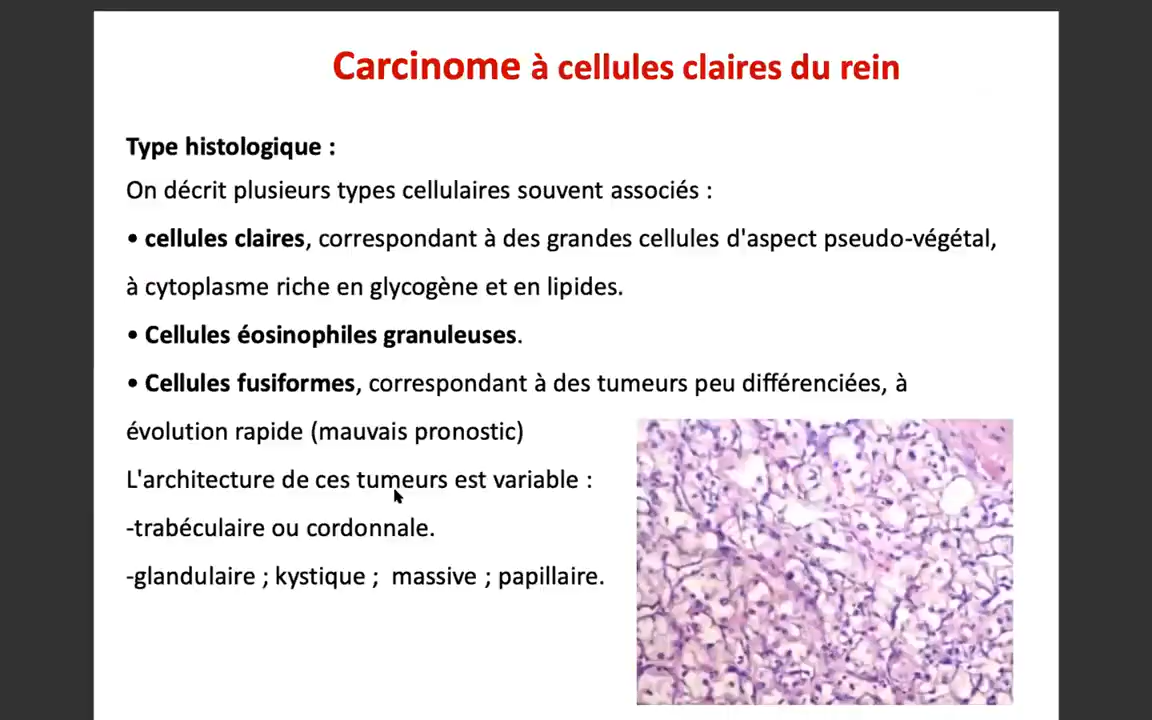 Carcinome à cellules claires du rein
Type histologique :
On décrit plusieurs types cellulaires souvent associés :
• cellules claires, correspondant à des grandes cellules d'aspect pseudo-végétal,
à cytoplasme riche en glycogène et en lipides.
• Cellules éosinophiles granuleuses.
• Cellules fusiformes, correspondant à des tumeurs peu différenciées, à
évolution rapide (mauvais pronostic)
L'architecture de ces tumeurs est variable :
-trabéculaire ou cordonnale.
-glandulaire ; kystique ; massive ; papillaire.